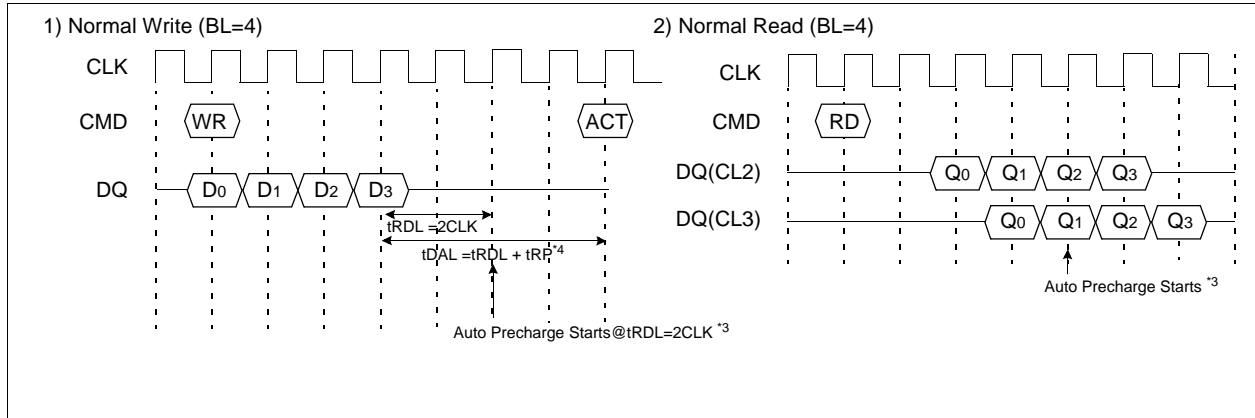 1) Normal Write (BL=4)
CLK
CMD
WR
ACT
DQ
D0 D1 D2 D3
tRDL =2CLK
tDAL =tRDL + tRP*4
Auto Precharge Starts@tRDL=2CLK *3
2) Normal Read (BL=4)
CLK
CMD
RD
DQ(CL2)
Q0 Q1 Q2 Q3
DQ(CL3)
Q0 Q1 Q2 Q3
Auto Precharge Starts *3